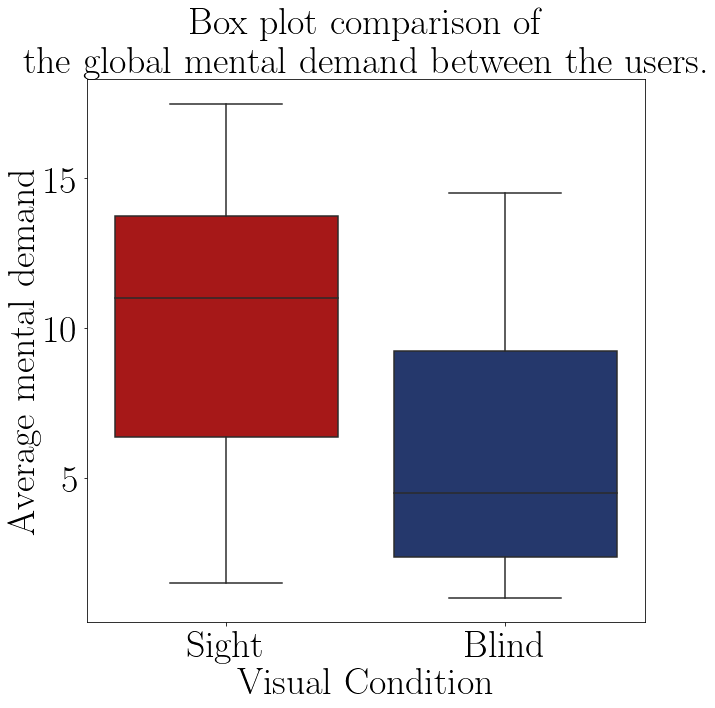 Box plot comparison of
the global mental demand between the users.
Average mental demand
15
10
5
Sight
Blind
Visual Condition